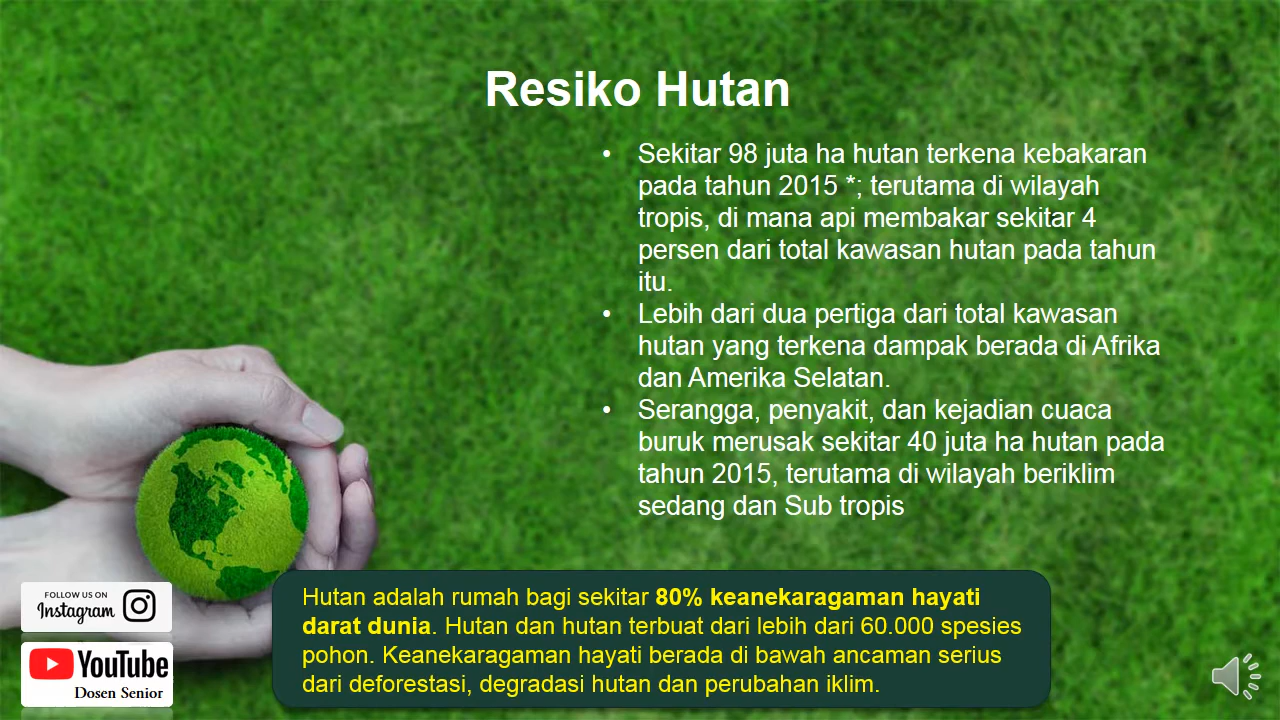 Resiko Hutan
• Sekitar 98 juta ha hutan terkena kebakaran
pada tahun 2015 *; terutama di wilayah
tropis, di mana api membakar sekitar 4
persen dari total kawasan hutan pada tahun
itu.
• Lebih dari dua pertiga dari total kawasan
hutan yang terkena dampak berada di Afrika
dan Amerika Selatan.
• Serangga, penyakit, dan kejadian cuaca
buruk merusak sekitar 40 juta ha hutan pada
tahun 2015, terutama di wilayah beriklim
sedang dan Sub tropis
Hutan adalah rumah bagi sekitar 80% keanekaragaman hayati
darat dunia. Hutan dan hutan terbuat dari lebih dari 60.000 spesies
pohon. Keanekaragaman hayati berada di bawah ancaman serius
dari deforestasi, degradasi hutan dan perubahan iklim.
FOLLOW US ON
Instagram
YouTube
Dosen Senior